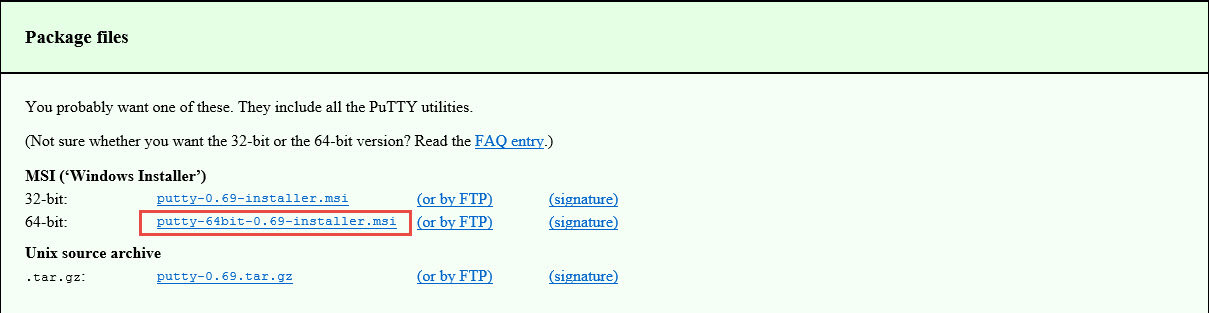 Package files
You probably want one of these. They include all the PuTTY utilities.
(Not sure whether you want the 32-bit or the 64-bit version? Read the FAQ entry.)
MSI (‘Windows Installer’)
32-bit: putty-0.69-installer.msi (or by FTP) (signature)
64-bit: putty-64bit-0.69-installer.msi (or by FTP) (signature)
Unix source archive
.tar.gz: putty-0.69.tar.gz (or by FTP) (signature)